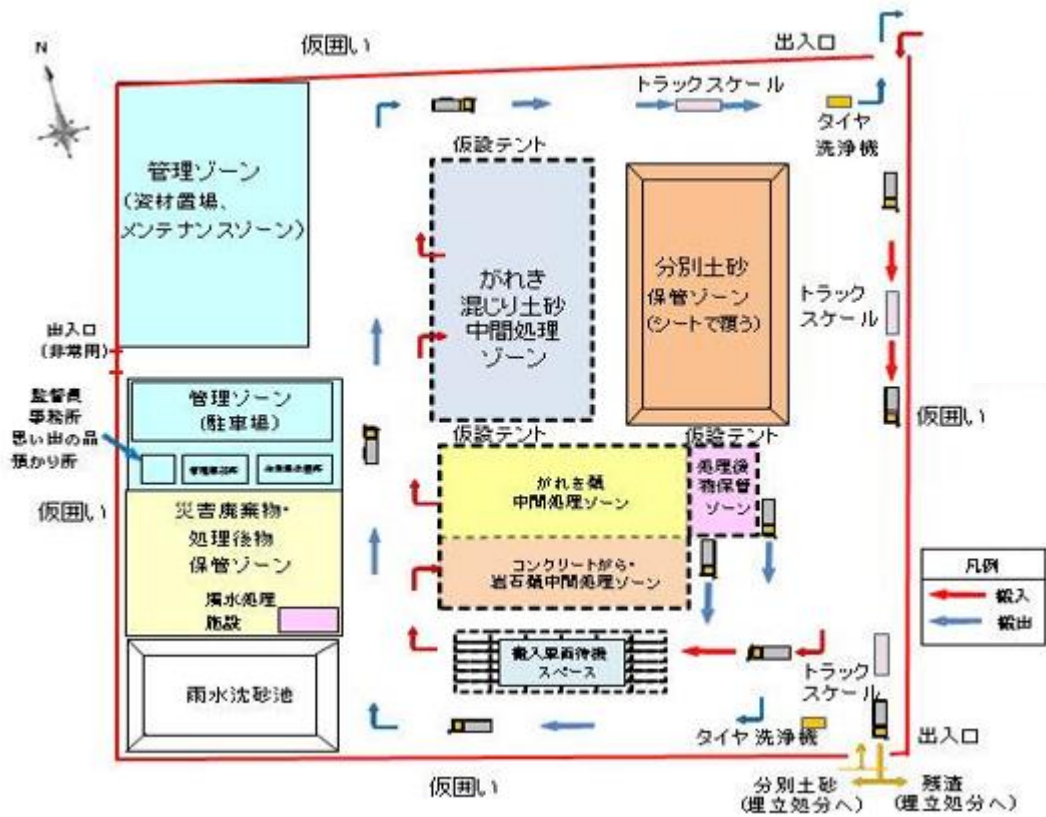 仮囲い
出入口
N
トラックスケール
タイヤ
洗浄機
仮設テント
管理ゾーン
(資材置場、
メンテナンスゾーン)
がれき
混じり土砂
中間処理
ゾーン
分別土砂
保管ゾーン
(シートで覆う)
トラック
スケール
出入口
(非常用)
仮囲い
監督員
事務所
思い出の品
預かり所
管理ゾーン
(駐車場)
仮設テント
仮設テント
がれき類
中間処理ゾーン
処理後
物保管
ゾーン
仮囲い
災害廃棄物・
処理後物
保管ゾーン
コンクリートがら・
岩石類中間処理ゾーン
濁水処理
施設
凡例
搬入
搬出
搬入車両待機
スペース
トラック
スケール
雨水沈砂池
タイヤ洗浄機
出入口
仮囲い
分別土砂
(埋立処分へ)
残渣
(埋立処分へ)